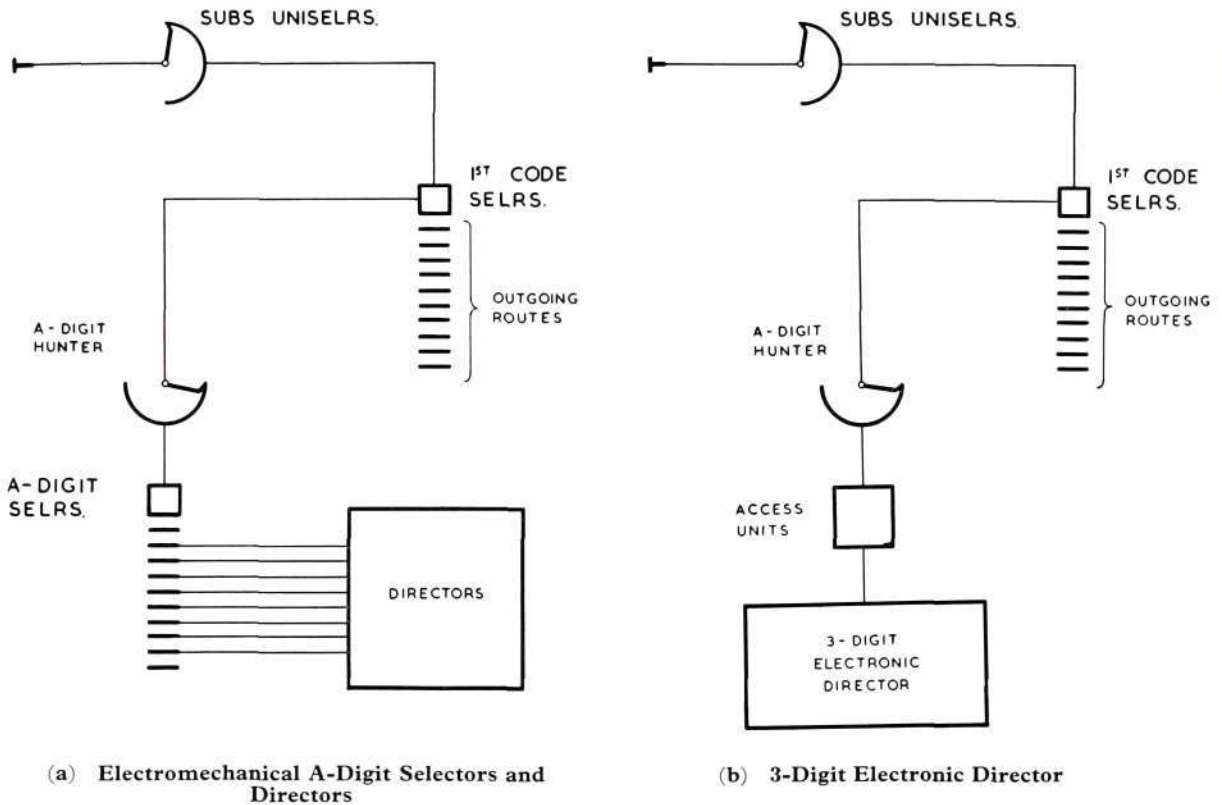 SUBS UNISELRS.
1ST CODE
SELRS.
OUTGOING
ROUTES
A-DIGIT
HUNTER
A-DIGIT
SELRS.
DIRECTORS
(a) Electromechanical A-Digit Selectors and
Directors
SUBS UNISELRS.
1ST CODE
SELRS.
OUTGOING
ROUTES
A-DIGIT
HUNTER
ACCESS
UNITS
3-DIGIT
ELECTRONIC
DIRECTOR
(b) 3-Digit Electronic Director